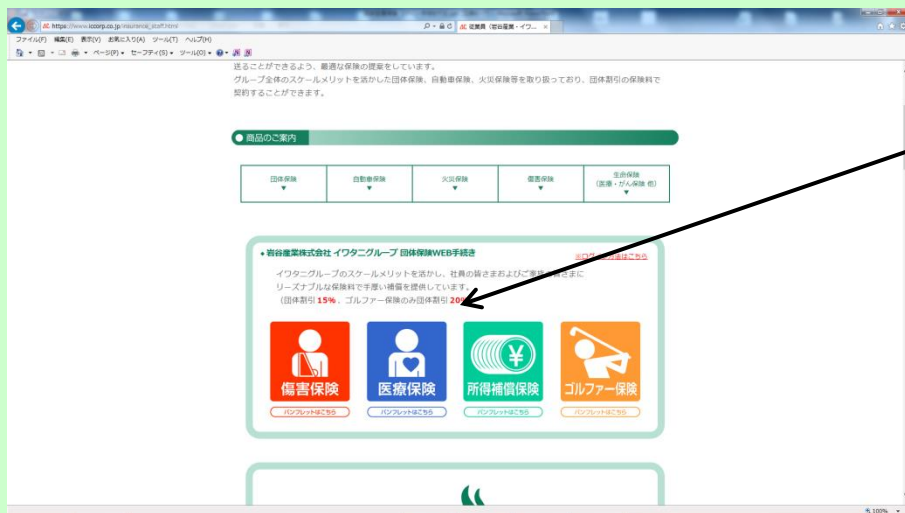 https://www.iccorp.co.jp/insurance_staff.html
従業員（岩谷産業・イワ...
ファイル(F) 編集(E) 表示(V) お気に入り(A) ツール(T) ヘルプ(H)
ページ(P) セーフティ(S) ツール(O)
送ることができるよう、最適な保険の提案をしています。
グループ全体のスケールメリットを活かした団体保険、自動車保険、火災保険等を取り扱っており、団体割引の保険料で
契約することができます。
商品のご案内
団体保険 自動車保険 火災保険 傷害保険 生命保険
（医療・がん保険 他）
岩谷産業株式会社 イワタニグループ 団体保険WEB手続き
イワタニグループのスケールメリットを活かし、社員の皆さまおよびご家族の皆さまに
リーズナブルな保険料で手厚い補償を提供しています。
（団体割引15%、ゴルファー保険のみ団体割引20%
傷害保険 医療保険 所得補償保険 ゴルファー保険
パンフレットはこちら パンフレットはこちら パンフレットはこちら パンフレットはこちら
100%